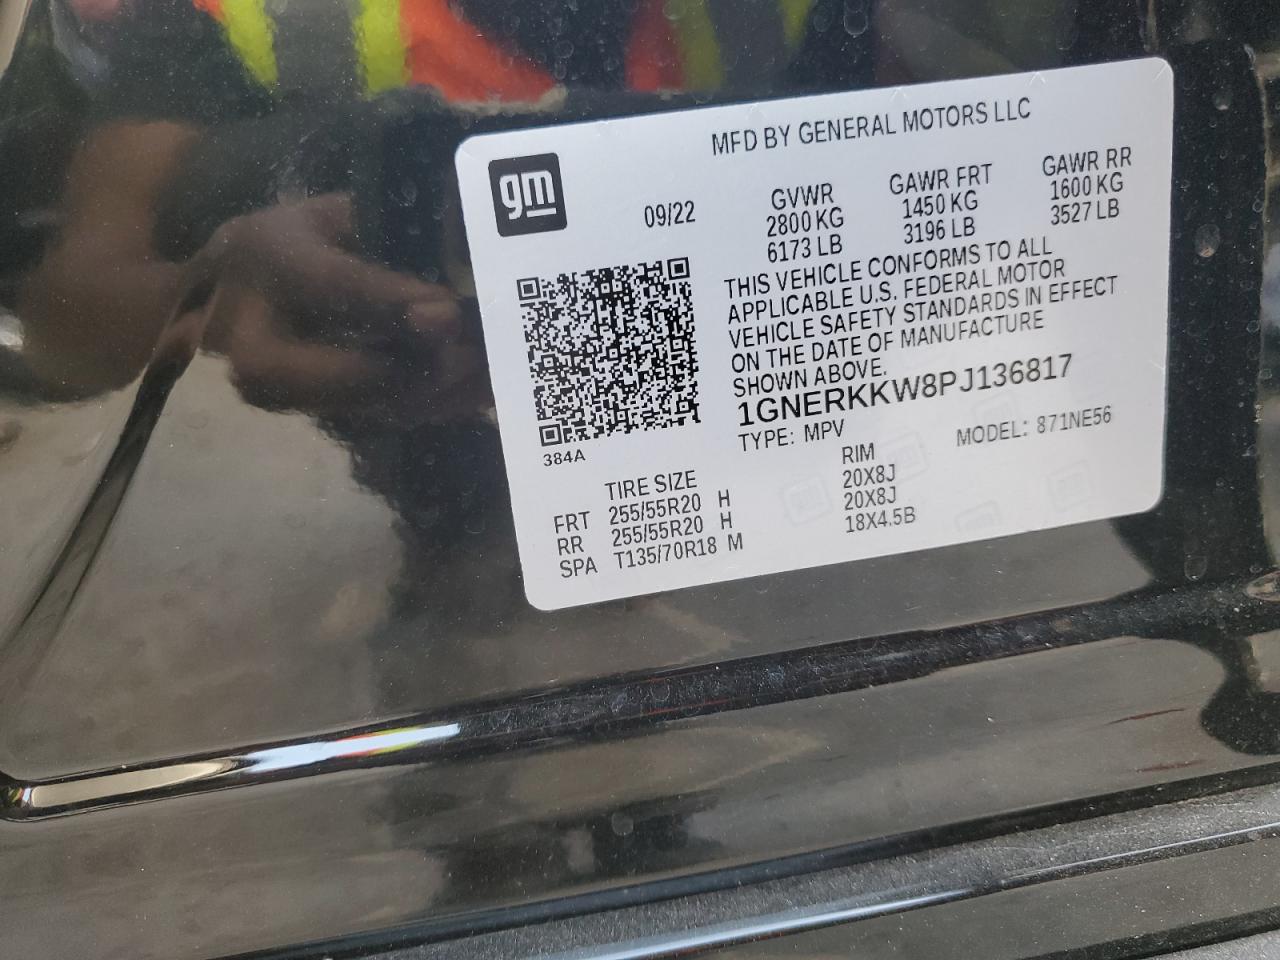 MFD BY GENERAL MOTORS LLC
gm
09/22
GVWR
2800 KG
6173 LB
GAWR FRT
1450 KG
3196 LB
GAWR RR
1600 KG
3527 LB
THIS VEHICLE CONFORMS TO ALL
APPLICABLE U.S. FEDERAL MOTOR
VEHICLE SAFETY STANDARDS IN EFFECT
ON THE DATE OF MANUFACTURE
SHOWN ABOVE.
1GNERKKW8PJ136817
TYPE: MPV
MODEL: 871NE56
384A
TIRE SIZE
RIM
FRT 255/55R20 H 20X8J
RR 255/55R20 H 20X8J
SPA T135/70R18 M 18X4.5B